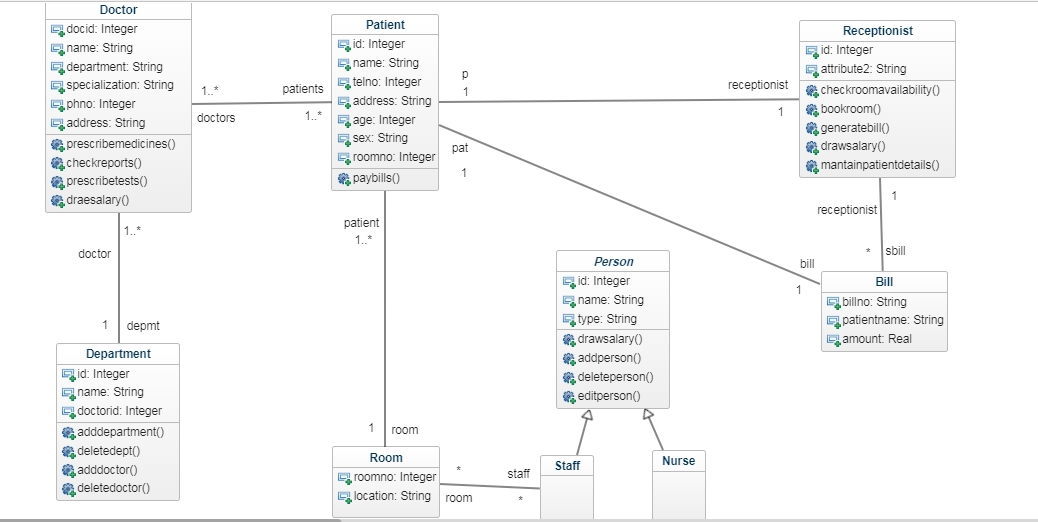 Doctor
docid: Integer
name: String
department: String
specialization: String
phno: Integer
address: String
prescribemedicines()
checkreports()
prescribetests()
draesalary()
1..*
doctors
patients
1..*
Patient
id: Integer
name: String
telno: Integer
address: String
age: Integer
sex: String
roomno: Integer
paybills()
p
1
receptionist
1
Receptionist
id: Integer
attribute2: String
checkroomavailability()
bookroom()
generatebill()
drawsalary()
mantainpatientdetails()
pat
1
bill
1
1
receptionist
*
sbill
Bill
billno: String
patientname: String
amount: Real
1..*
doctor
1
depmt
Department
id: Integer
name: String
doctorid: Integer
adddepartment()
deletedept()
adddoctor()
deletedoctor()
patient
1..*
1
room
Room
roomno: Integer
location: String
*
room
staff
*
Person
id: Integer
name: String
type: String
drawsalary()
addperson()
deleteperson()
editperson()
Staff
Nurse